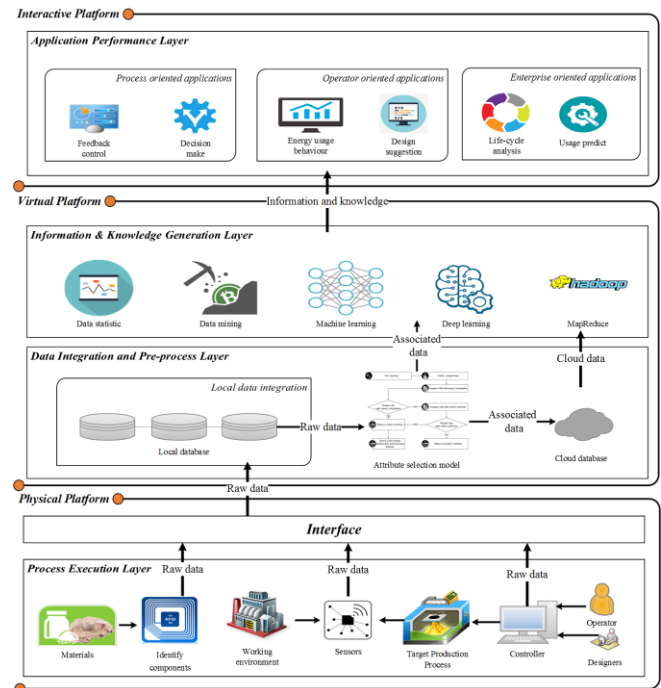 Interactive Platform
Application Performance Layer
Process oriented applications
Operator oriented applications
Enterprise oriented applications
Feedback
control
Decision
make
Energy usage
behaviour
Design
suggestion
Life-cycle
analysis
Usage predict
Virtual Platform
Information and knowledge
Information & Knowledge Generation Layer
hadoop
Data statistic
Data mining
Machine learning
Deep learning
MapReduce
Associated
data
Cloud data
Data Integration and Pre-process Layer
Local data integration
Local database
Raw data
Associated
data
Attribute selection model
Cloud database
Raw data
Physical Platform
Interface
Process Execution Layer
Raw data
Raw data
Raw data
Materials
Identify
components
Working
environment
Sensors
Target Production
Process
Controller
Operator
Designers